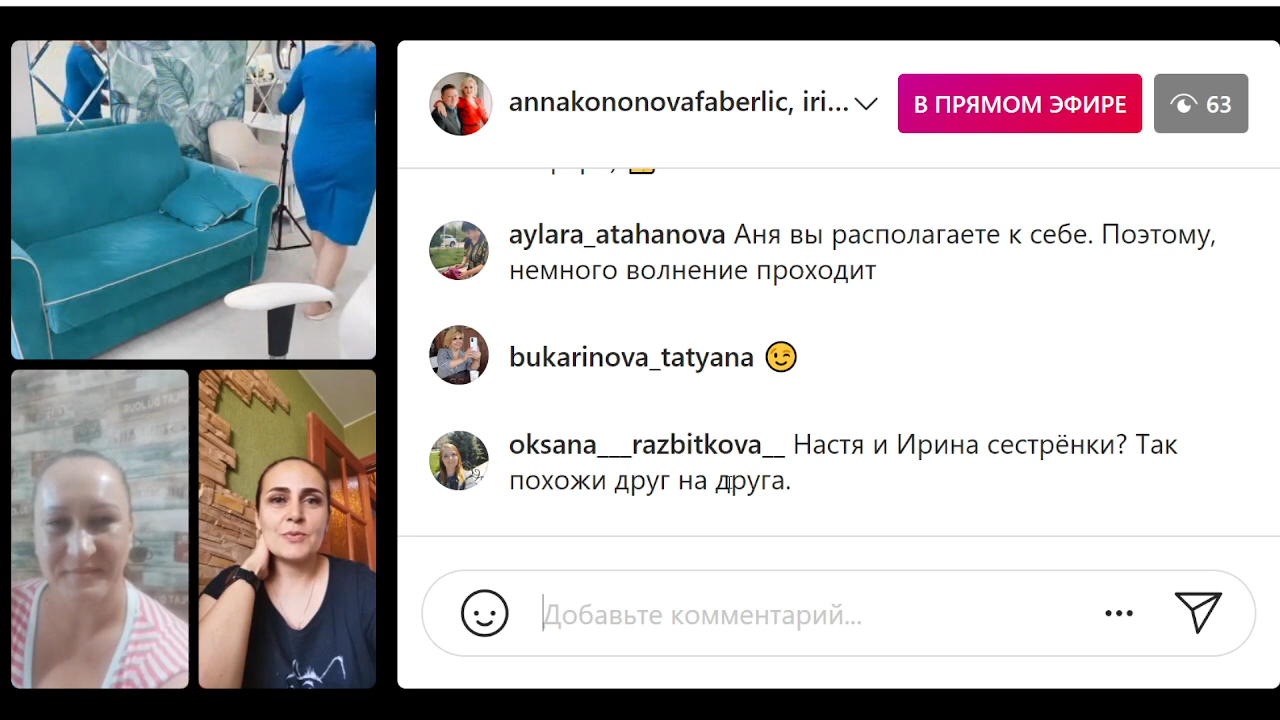 annakononovafaberlic, iri...
В ПРЯМОМ ЭФИРЕ
63
aylara_atahanova Аня вы располагаете к себе. Поэтому,
немного волнение проходит
bukarinova_tatyana 😉
oksana___razbitkova__ Настя и Ирина сестрёнки? Так
похожи друг на друга.
Добавьте комментарий...